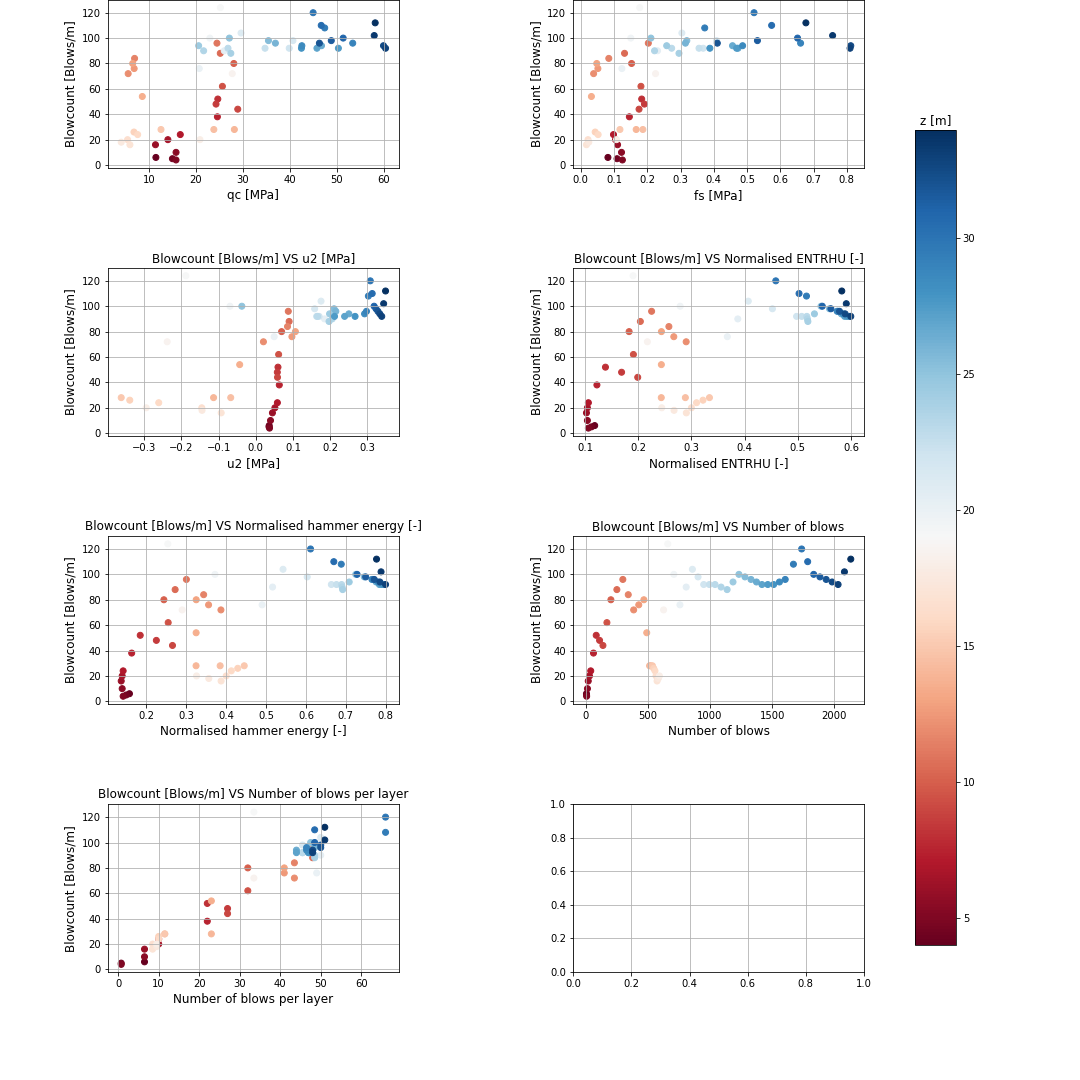 120
100
80
60
40
20
0
Blowcount [Blows/m]
10 20 30 40 50 60
qc [MPa]
120
100
80
60
40
20
0
Blowcount [Blows/m]
0.0 0.1 0.2 0.3 0.4 0.5 0.6 0.7 0.8
fs [MPa]
z [m]
30
25
20
15
10
5
Blowcount [Blows/m] VS u2 [MPa]
120
100
80
60
40
20
0
Blowcount [Blows/m]
−0.3 −0.2 −0.1 0.0 0.1 0.2 0.3
u2 [MPa]
Blowcount [Blows/m] VS Normalised ENTRHU [-]
120
100
80
60
40
20
0
Blowcount [Blows/m]
0.1 0.2 0.3 0.4 0.5 0.6
Normalised ENTRHU [-]
Blowcount [Blows/m] VS Normalised hammer energy [-]
120
100
80
60
40
20
0
Blowcount [Blows/m]
0.2 0.3 0.4 0.5 0.6 0.7 0.8
Normalised hammer energy [-]
Blowcount [Blows/m] VS Number of blows
120
100
80
60
40
20
0
Blowcount [Blows/m]
0 500 1000 1500 2000
Number of blows
Blowcount [Blows/m] VS Number of blows per layer
120
100
80
60
40
20
0
Blowcount [Blows/m]
0 10 20 30 40 50 60
Number of blows per layer
1.0
0.8
0.6
0.4
0.2
0.0
0.0 0.2 0.4 0.6 0.8 1.0